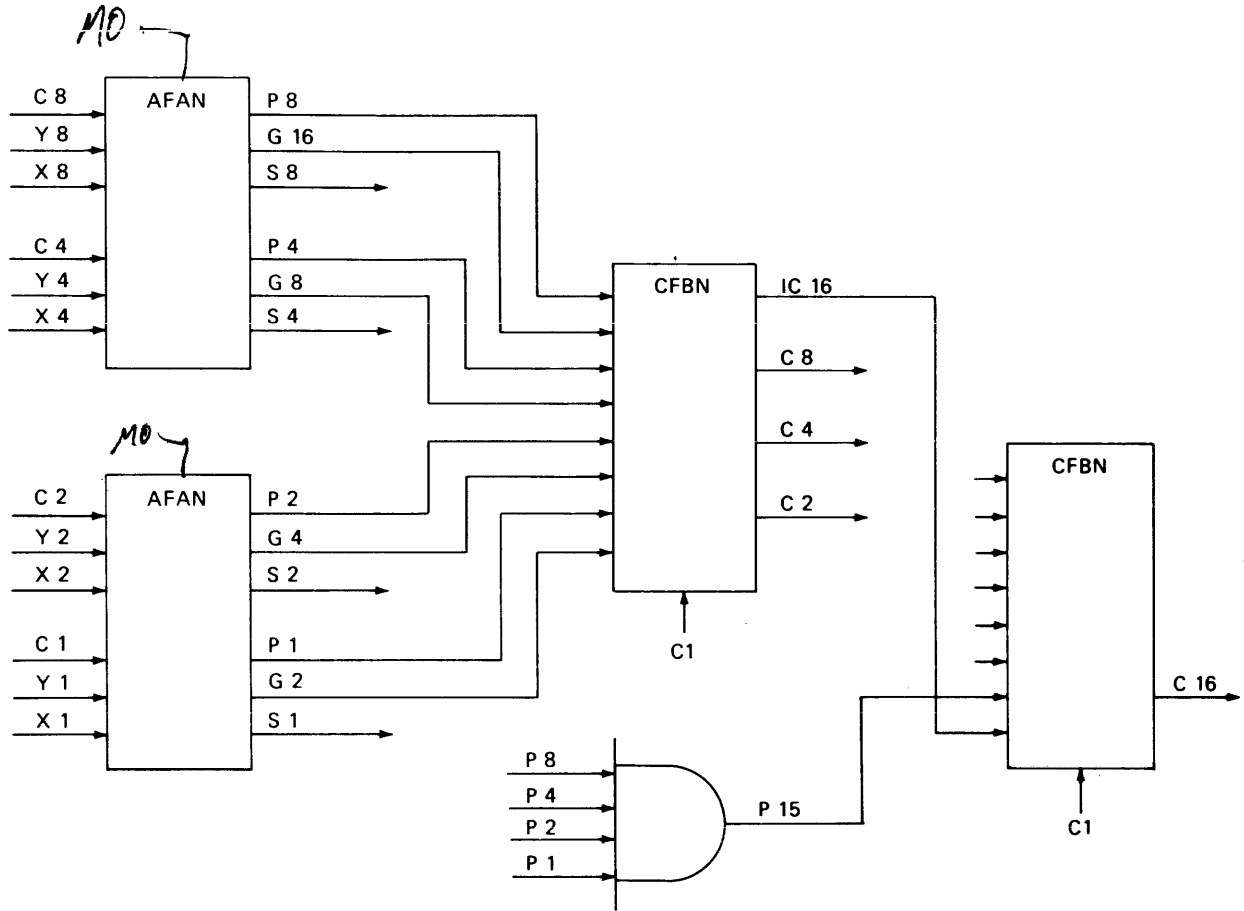 MO
AFAN
C 8
Y 8
X 8
C 4
Y 4
X 4
P 8
G 16
S 8
P 4
G 8
S 4
MO
AFAN
C 2
Y 2
X 2
C 1
Y 1
X 1
P 2
G 4
S 2
P 1
G 2
S 1
CFBN
IC 16
C 8
C 4
C 2
C1
P 8
P 4
P 2
P 1
P 15
CFBN
C 16
C1